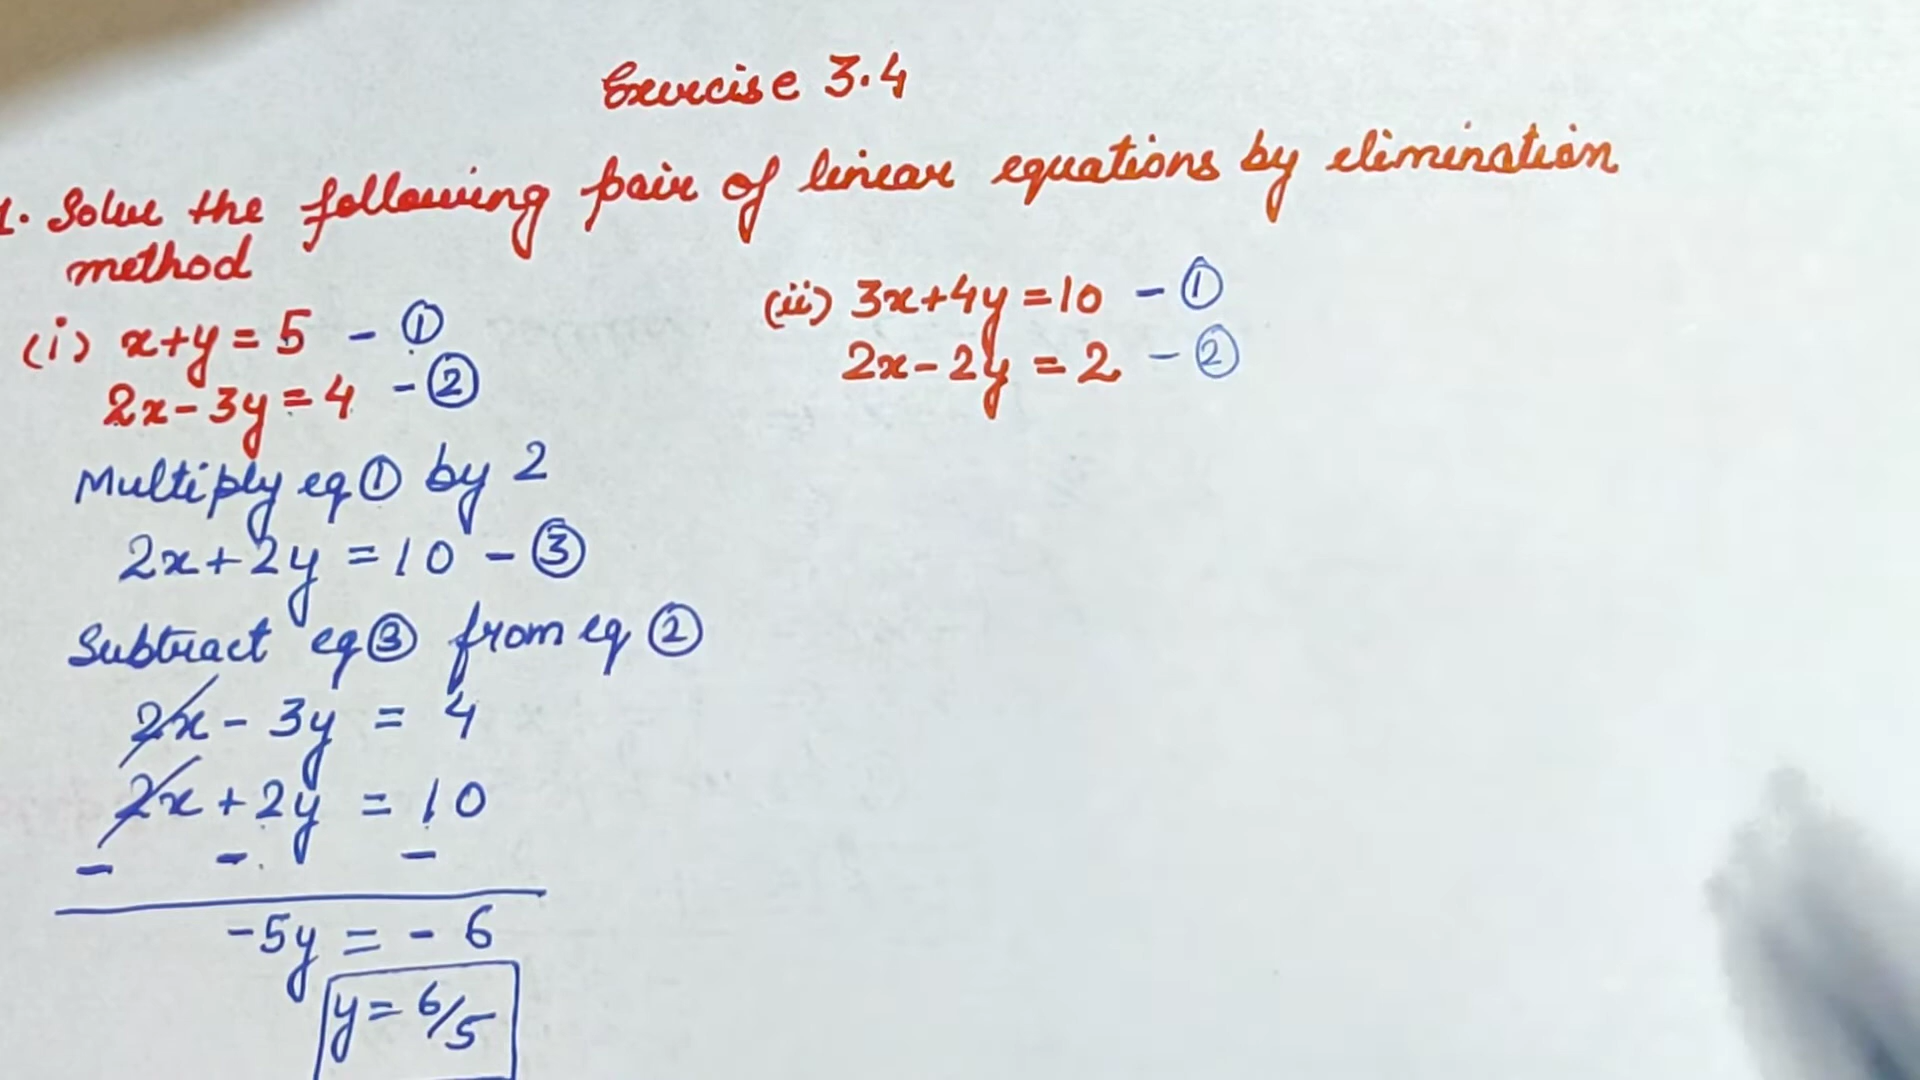 Exercise 3.4
1. Solve the following pair of linear equations by elimination
method
(i) x+y = 5 - ①
2x - 3y = 4 - ②
Multiply eq ① by 2
2x + 2y = 10 - ③
Subtract eq ③ from eq ②
2x - 3y = 4
2x + 2y = 10
- - -
-5y = - 6
y = 6/5
(ii) 3x+4y = 10 - ①
2x - 2y = 2 - ②